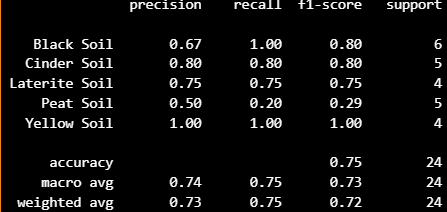 precision recall f1-score support
Black Soil 0.67 1.00 0.80 6
Cinder Soil 0.80 0.80 0.80 5
Laterite Soil 0.75 0.75 0.75 4
Peat Soil 0.50 0.20 0.29 5
Yellow Soil 1.00 1.00 1.00 4
accuracy 0.75 24
macro avg 0.74 0.75 0.73 24
weighted avg 0.73 0.75 0.72 24